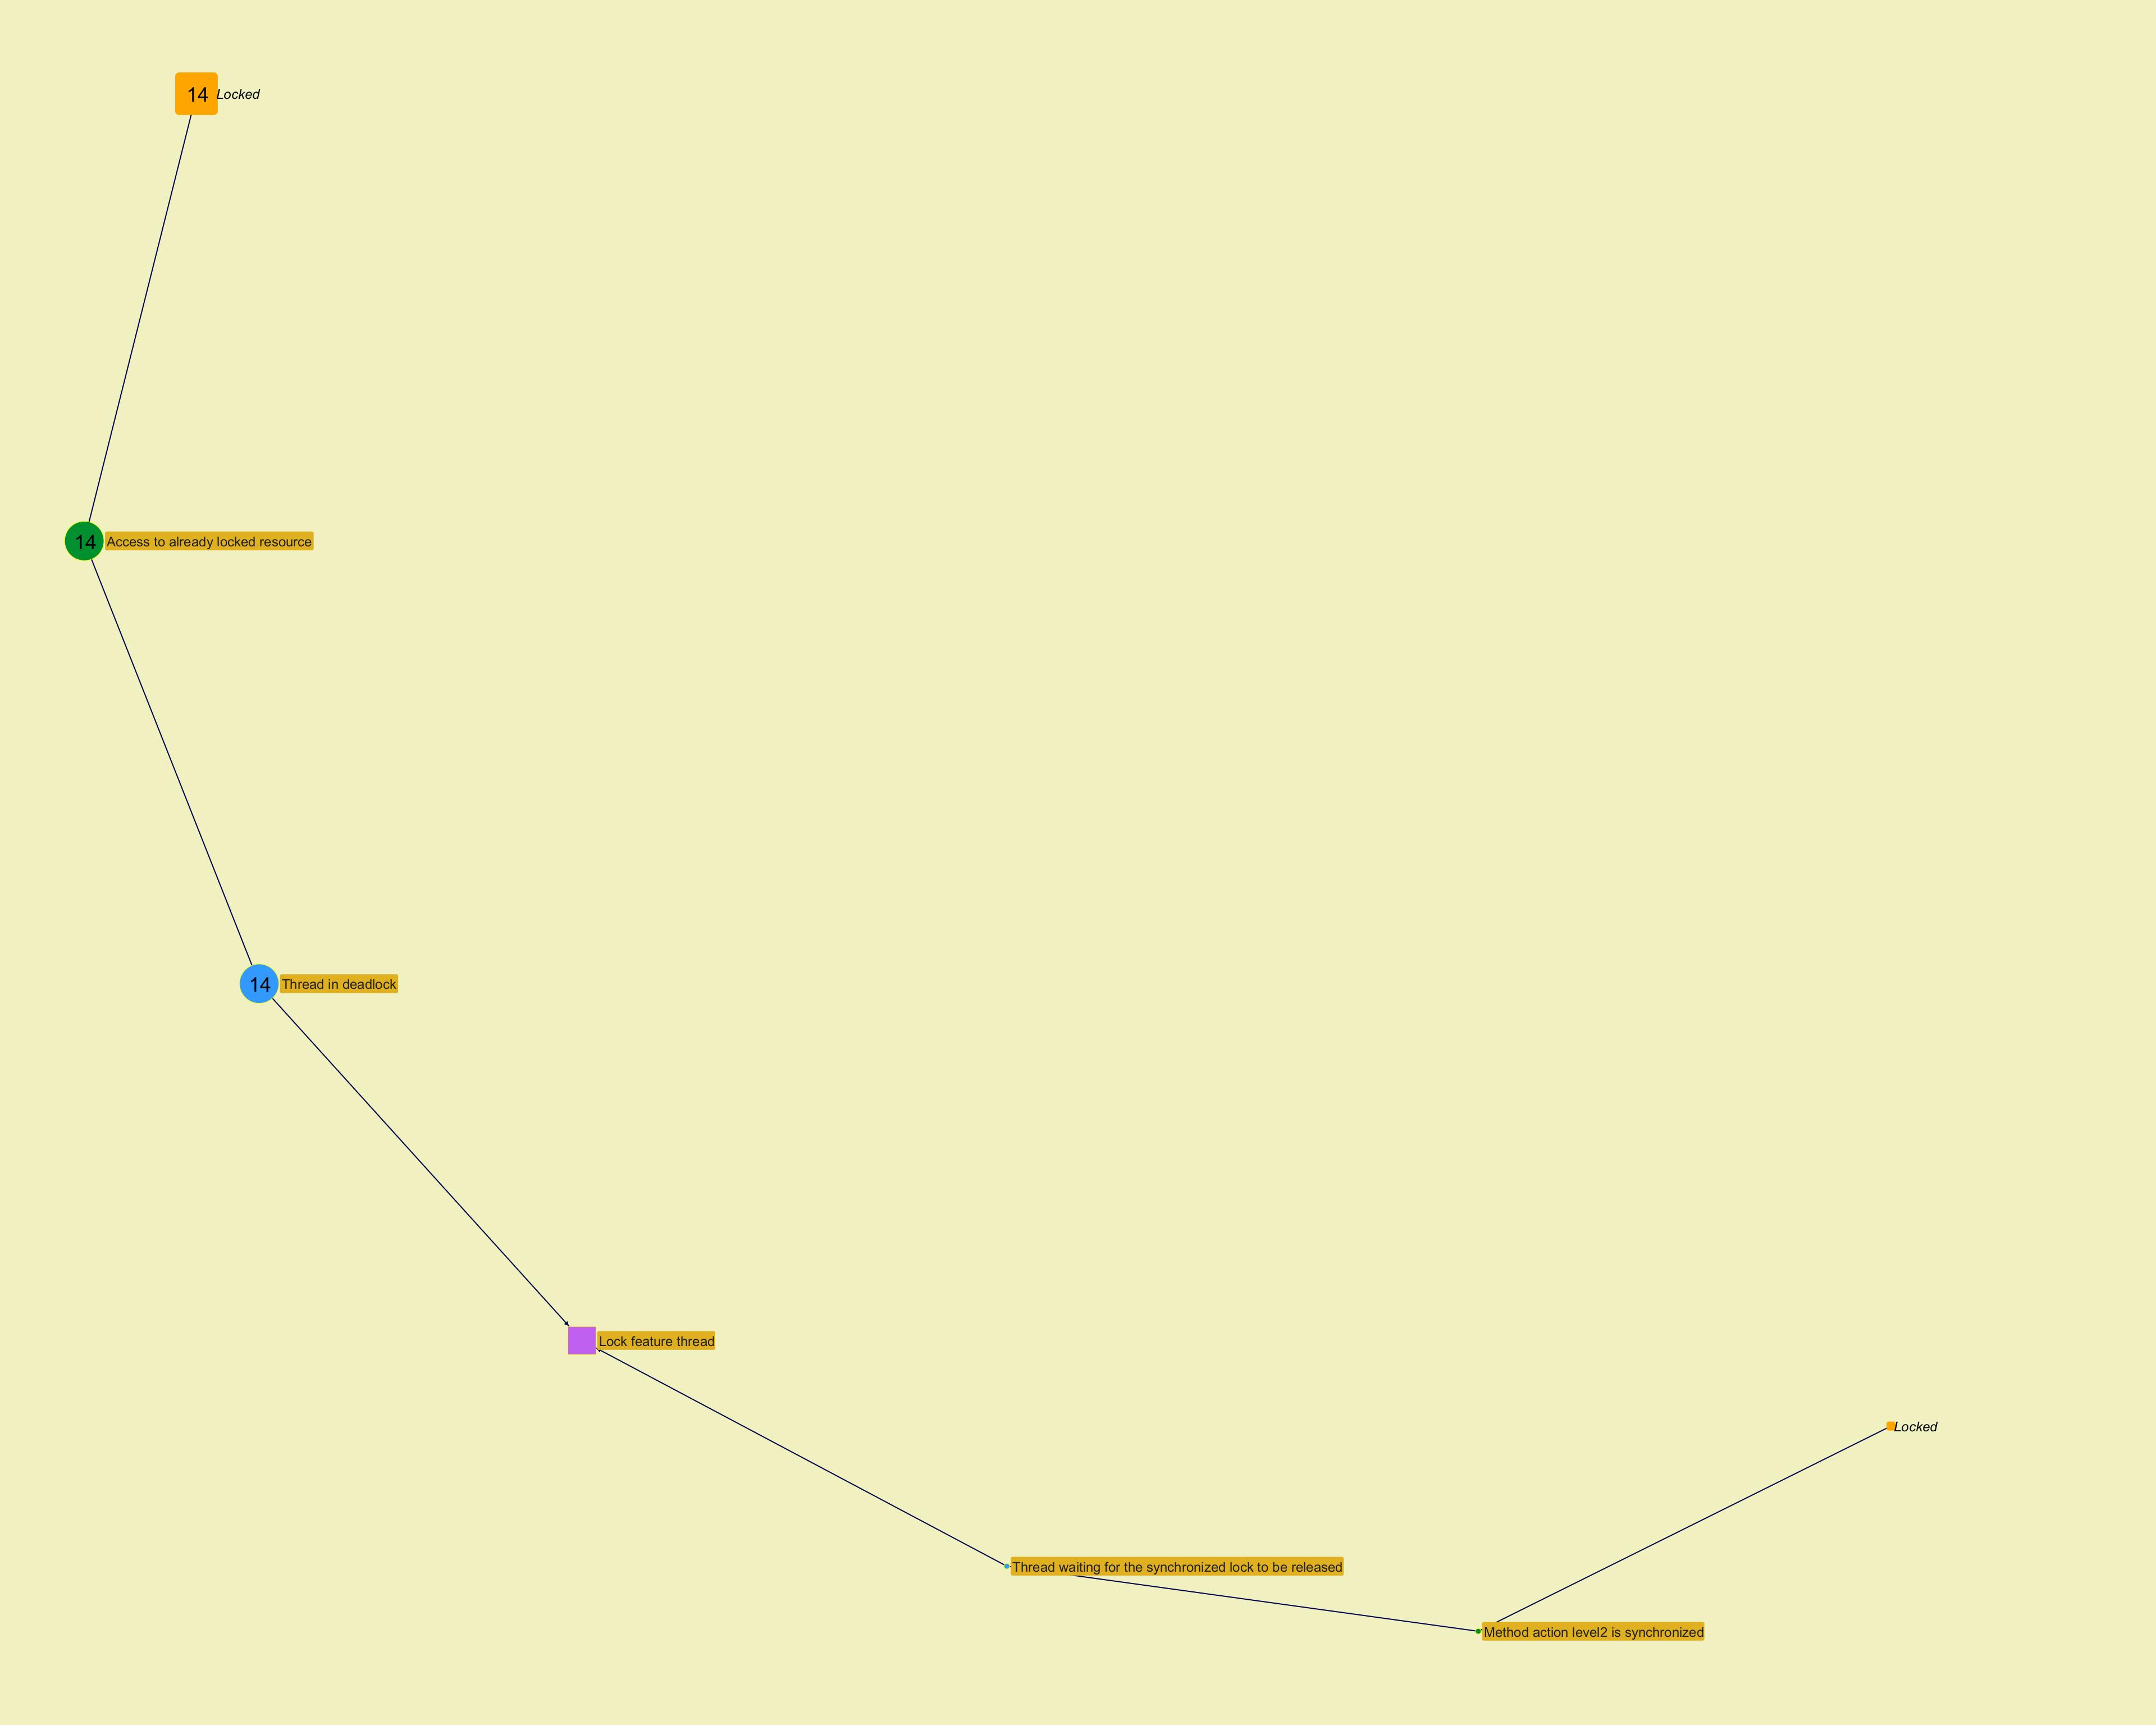 14 Locked
14 Access to already locked resource
14 Thread in deadlock
Lock feature thread
Locked
Thread waiting for the synchronized lock to be released
Method action level2 is synchronized